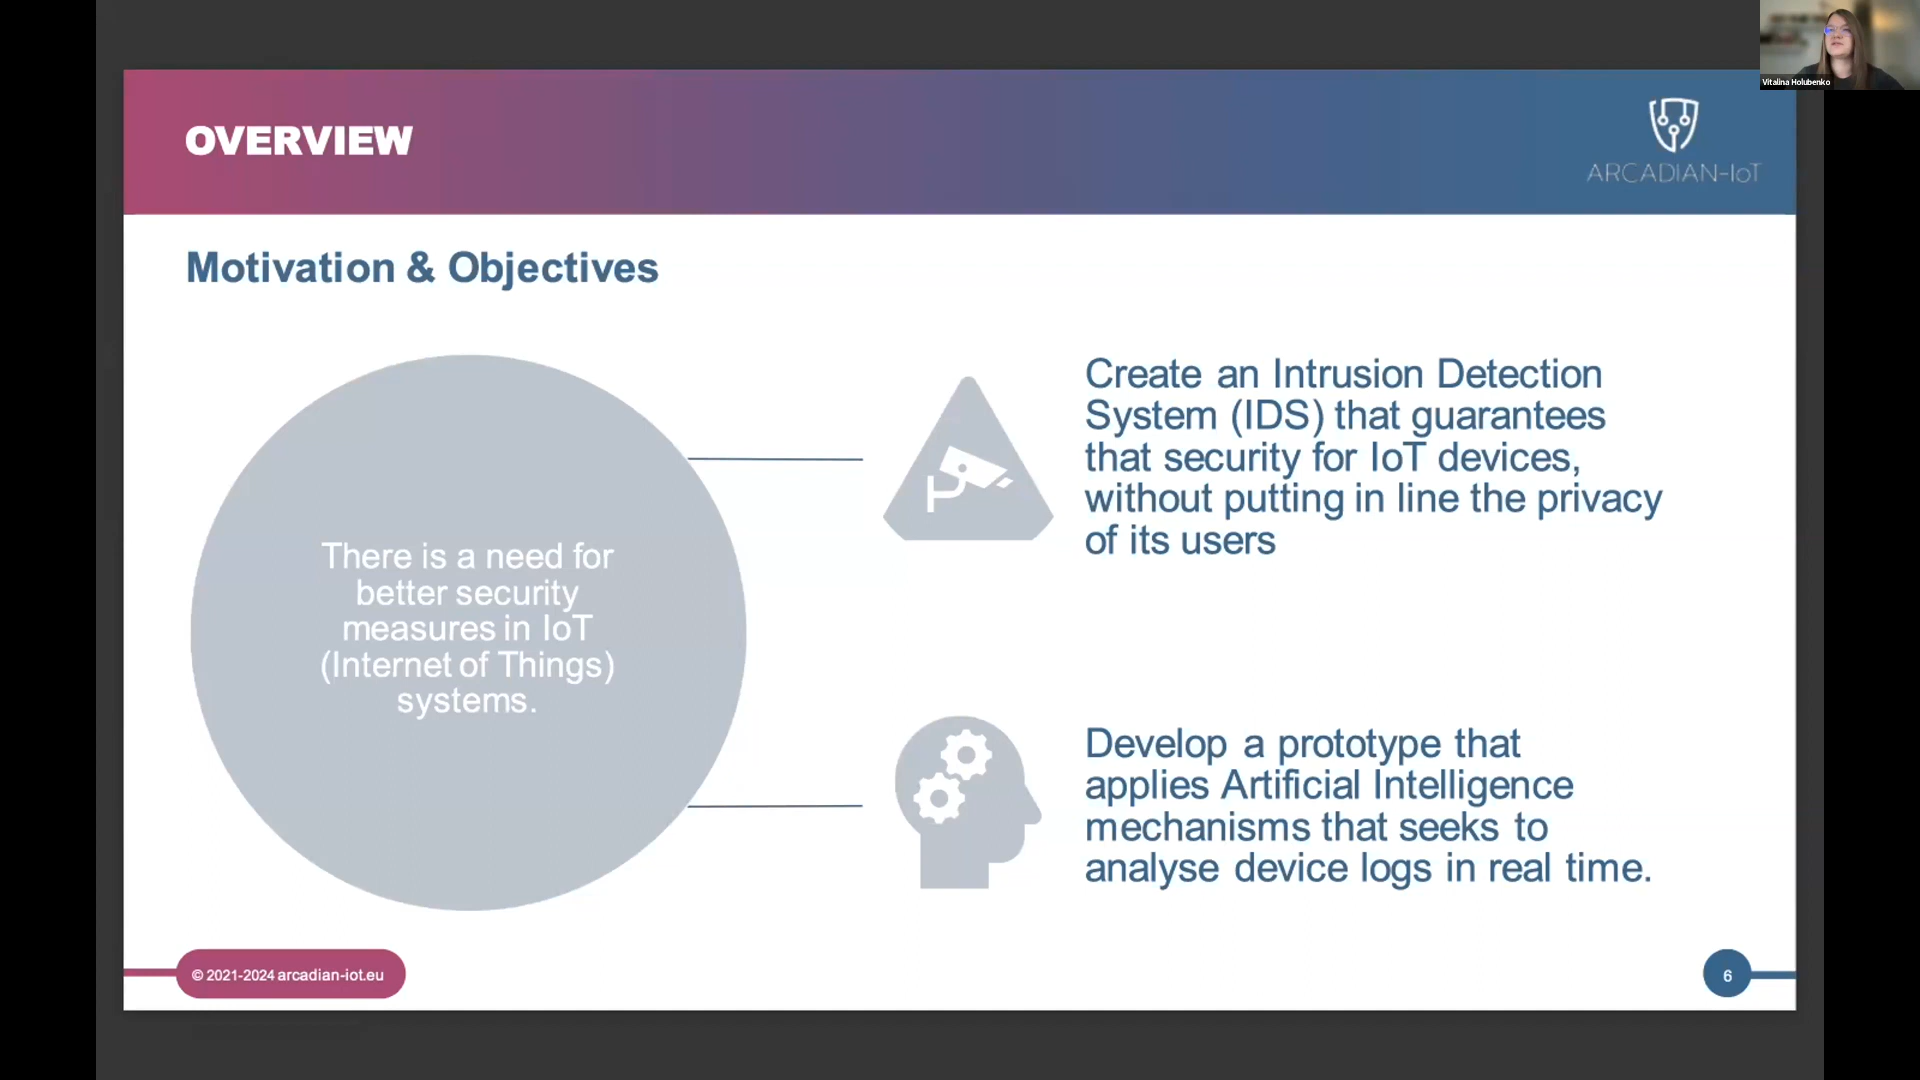 Vitalina Holubenko
OVERVIEW
ARCADIAN-IoT
Motivation & Objectives
There is a need for
better security
measures in IoT
(Internet of Things)
systems.
Create an Intrusion Detection
System (IDS) that guarantees
that security for IoT devices,
without putting in line the privacy
of its users
Develop a prototype that
applies Artificial Intelligence
mechanisms that seeks to
analyse device logs in real time.
© 2021-2024 arcadian-iot.eu
6